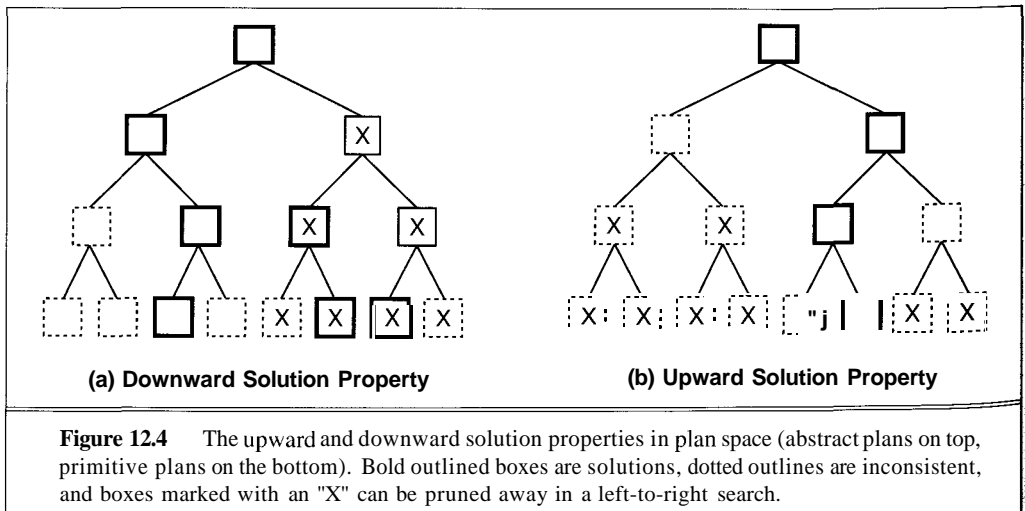 X
X X
X X X X
X X X X
X : X : X : X "j X X
(a) Downward Solution Property
(b) Upward Solution Property
Figure 12.4 The upward and downward solution properties in plan space (abstract plans on top,
primitive plans on the bottom). Bold outlined boxes are solutions, dotted outlines are inconsistent,
and boxes marked with an "X" can be pruned away in a left-to-right search.